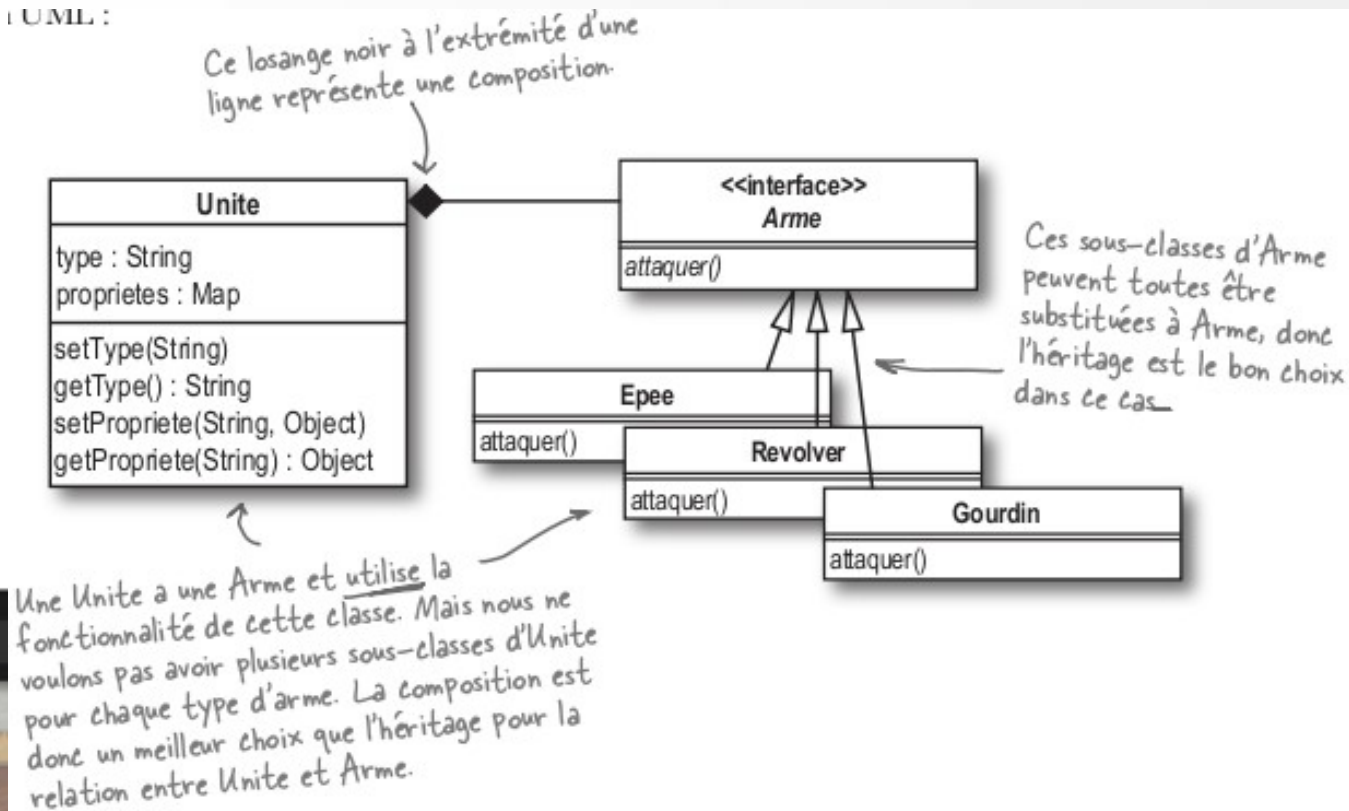 UML :
Ce losange noir à l'extrémité d'une
ligne représente une composition.
Unite
type : String
proprietes : Map
setType(String)
getType() : String
setPropriete(String, Object)
getPropriete(String) : Object
<<interface>>
Arme
attaquer()
Ces sous-classes d'Arme
peuvent toutes être
substituées à Arme, donc
l'héritage est le bon choix
dans ce cas
Epee
attaquer()
Revolver
attaquer()
Gourdin
attaquer()
Une Unite a une Arme et utilise la
fonctionnalité de cette classe. Mais nous ne
voulons pas avoir plusieurs sous-classes d'Unite
pour chaque type d'arme. La composition est
donc un meilleur choix que l'héritage pour la
relation entre Unite et Arme.